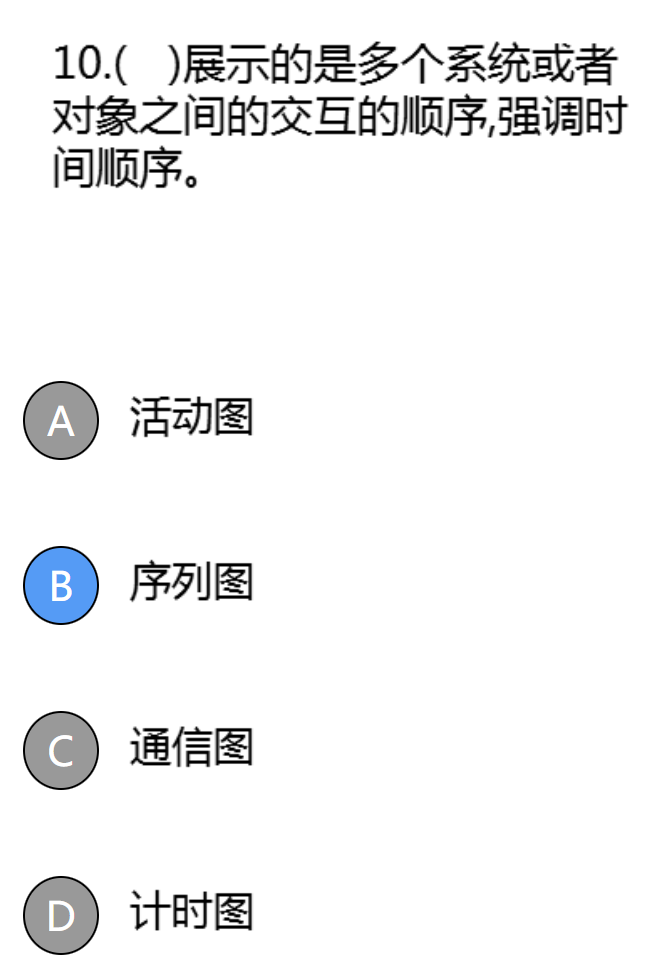 10.(   )展示的是多个系统或者
对象之间的交互的顺序,强调时
间顺序。
A 活动图
B 序列图
C 通信图
D 计时图